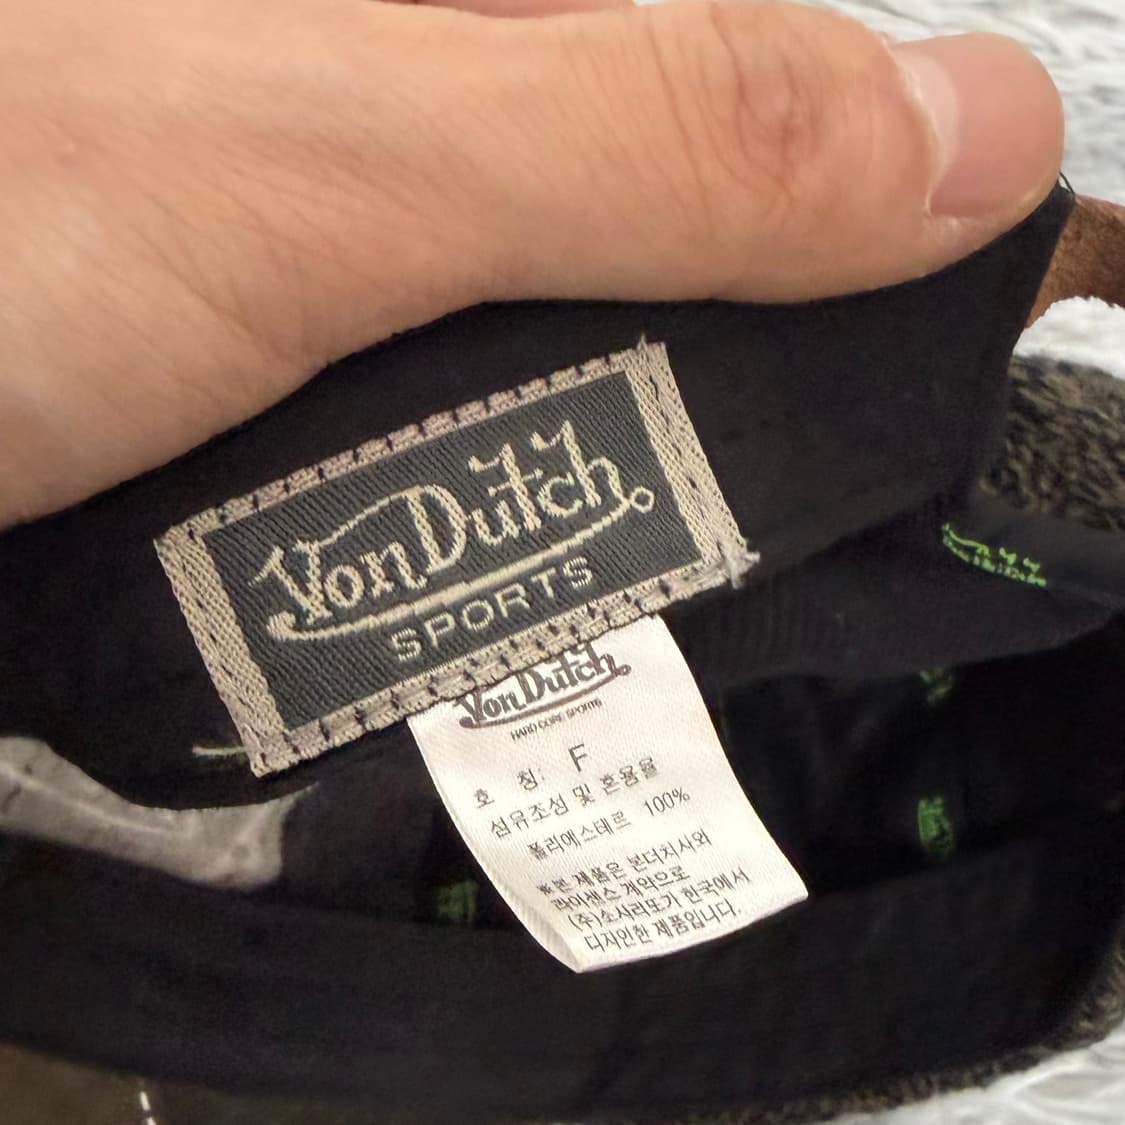 Von Dutch
SPORTS
Von Dutch
HARD CORE SPORTS
호 칭: F
섬유조성 및 혼용율
폴리에스테르 100%
※본 제품은 본더치사와
라이센스 계약으로
(주)소사리또가 한국에서
디자인한 제품입니다.